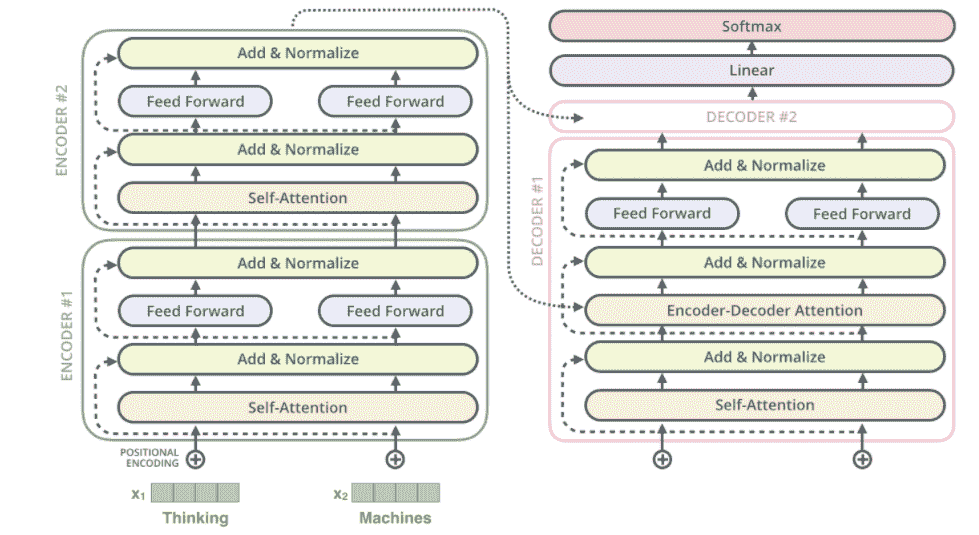 ENCODER #2
Add & Normalize
Feed Forward Feed Forward
Add & Normalize
Self-Attention
ENCODER #1
Add & Normalize
Feed Forward Feed Forward
Add & Normalize
Self-Attention
POSITIONAL
ENCODING
x1 x2
Thinking Machines
Softmax
Linear
DECODER #2
DECODER #1
Add & Normalize
Feed Forward Feed Forward
Add & Normalize
Encoder-Decoder Attention
Add & Normalize
Self-Attention